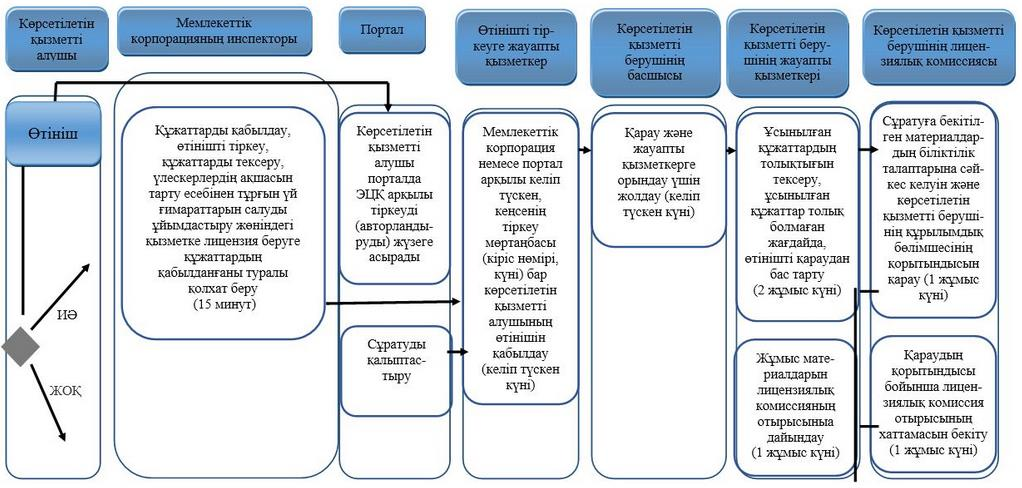 Көрсетілетін
қызметті
алушы
Мемлекеттік
корпорацияның инспекторы
Портал
Өтінішті тір-
кеуге жауапты
қызметкер
Көрсетілетін
қызметті
берушінің
басшысы
Көрсетілетін
қызметті беру-
шінің жауапты
қызметкері
Көрсетілетін қызметті
берушінің лицен-
зиялық комиссиясы
Өтініш
ИӘ
ЖОҚ
Құжаттарды қабылдау,
өтінішті тіркеу,
құжаттарды тексеру,
үлескерлердің ақшасын
тарту есебінен тұрғын үй
ғимараттарын салуды
ұйымдастыру жөніндегі
қызметке лицензия беруге
құжаттардың
қабылданғаны туралы
қолхат беру
(15 минут)
Көрсетілетін
қызметті
алушы
порталда
ЭЦҚ арқылы
тіркеуді
(авторланды-
руды) жүзеге
асырады
Сұратуды
қалыптас-
тыру
Мемлекеттік
корпорация
немесе портал
арқылы келіп
түскен,
кеңсенің
тіркеу
мөртаңбасы
(кіріс нөмірі,
күні) бар
көрсетілетін
қызметті
алушының
өтінішін
қабылдау
(келіп түскен
күні)
Қарау және
жауапты
қызметкерге
орындау үшін
жолдау (келіп
түскен күні)
Ұсынылған
құжаттардың
толықтығын
тексеру,
ұсынылған
құжаттар толық
болмаған
жағдайда,
өтінішті қараудан
бас тарту
(2 жұмыс күні)
Жұмыс мате-
риалдарын
лицензиялық
комиссияның
отырысына
дайындау
(1 жұмыс күні)
Сұратуға бекітіл-
ген материалдар-
дың біліктілік
талаптарына сәй-
кес келуін және
көрсетілетін
қызметті беруші-
нің құрылымдық
бөлімшесінің
қорытындысын
қарау (1 жұмыс
күні)
Қараудың
қорытындысы
бойынша лицен-
зиялық комиссия
отырысының
хаттамасын бекіту
(1 жұмыс күні)